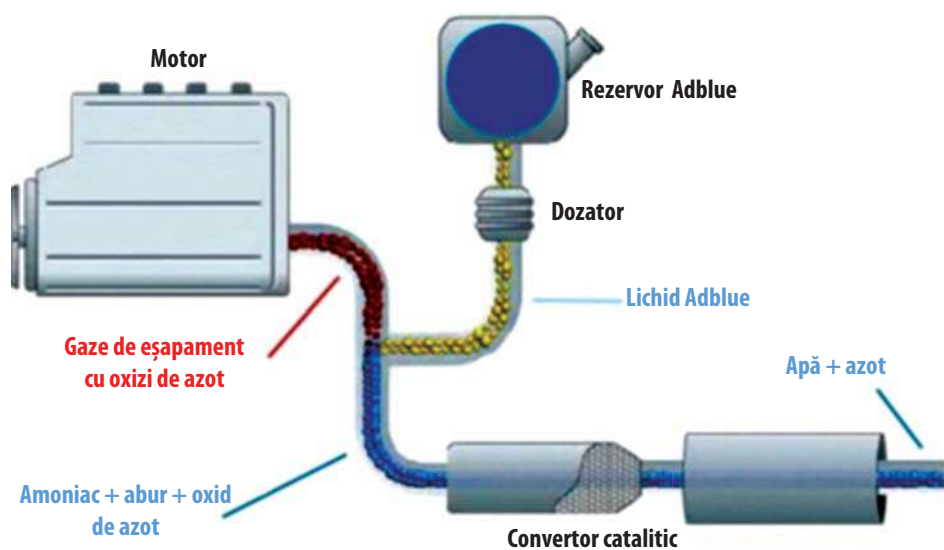 Motor
Rezervor Adblue
Dozator
Lichid Adblue
Gaze de eșapament
cu oxizi de azot
Apă + azot
Amoniac + abur + oxid
de azot
Convertor catalitic